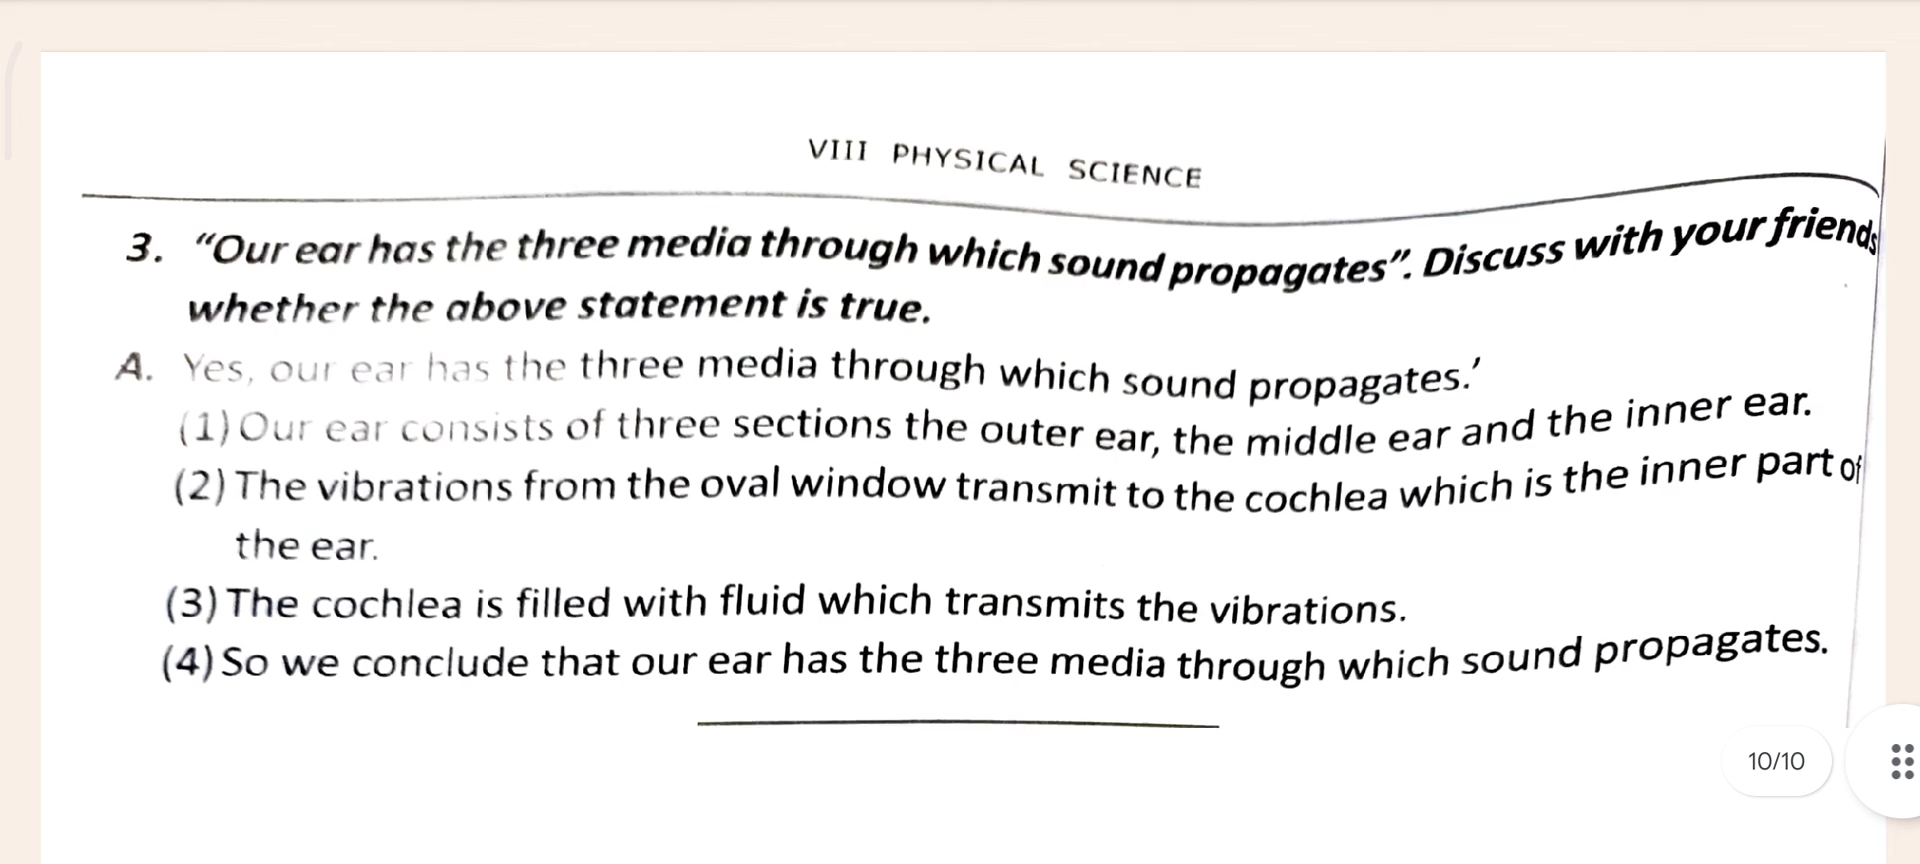 VIII PHYSICAL SCIENCE
3. “Our ear has the three media through which sound propagates”. Discuss with your friends
whether the above statement is true.
A. Yes, our ear has the three media through which sound propagates.’
(1) Our ear consists of three sections the outer ear, the middle ear and the inner ear.
(2) The vibrations from the oval window transmit to the cochlea which is the inner part of
the ear.
(3) The cochlea is filled with fluid which transmits the vibrations.
(4) So we conclude that our ear has the three media through which sound propagates.
10/10